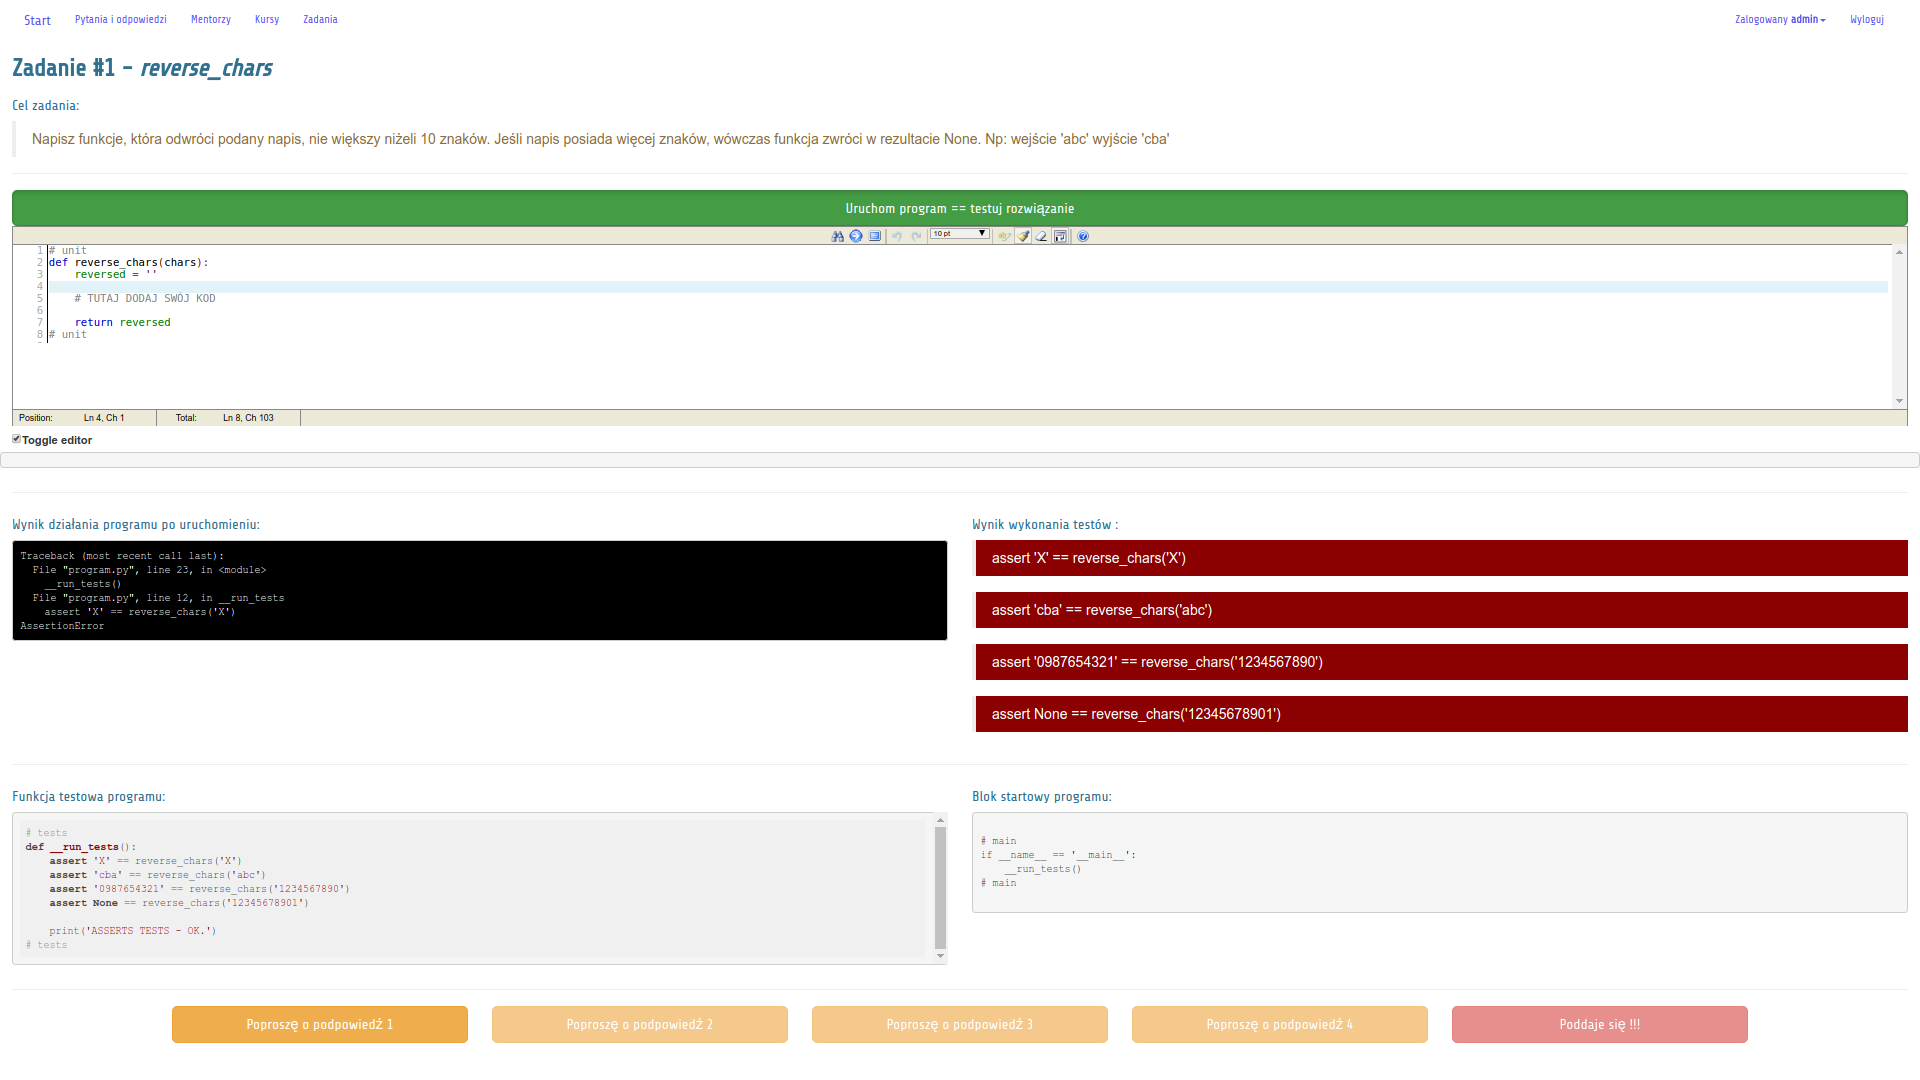 Start Pytania i odpowiedzi Mentorzy Kursy Zadania Zalogowany admin Wyloguj
Zadanie #1 - reverse_chars
Cel zadania:
Napisz funkcje, która odwróci podany napis, nie większy niżeli 10 znaków. Jeśli napis posiada więcej znaków, wówczas funkcja zwróci w rezultacie None. Np: wejście 'abc' wyjście 'cba'
Uruchom program == testuj rozwiązanie
10 pt
1 # unit
2 def reverse_chars(chars):
3     reversed = ''
4
5     # TUTAJ DODAJ SWÓJ KOD
6
7     return reversed
8 # unit
Position: Ln 4, Ch 1 Total: Ln 8, Ch 103
Toggle editor
Wynik działania programu po uruchomieniu:
Traceback (most recent call last):
  File "program.py", line 23, in <module>
    __run_tests()
  File "program.py", line 12, in __run_tests
    assert 'X' == reverse_chars('X')
AssertionError
Wynik wykonania testów :
assert 'X' == reverse_chars('X')
assert 'cba' == reverse_chars('abc')
assert '0987654321' == reverse_chars('1234567890')
assert None == reverse_chars('12345678901')
Funkcja testowa programu:
# tests
def __run_tests():
    assert 'X' == reverse_chars('X')
    assert 'cba' == reverse_chars('abc')
    assert '0987654321' == reverse_chars('1234567890')
    assert None == reverse_chars('12345678901')
    print('ASSERTS TESTS - OK.')
# tests
Blok startowy programu:
# main
if __name__ == '__main__':
    __run_tests()
# main
Poproszę o podpowiedź 1 Poproszę o podpowiedź 2 Poproszę o podpowiedź 3 Poproszę o podpowiedź 4 Poddaje się !!!